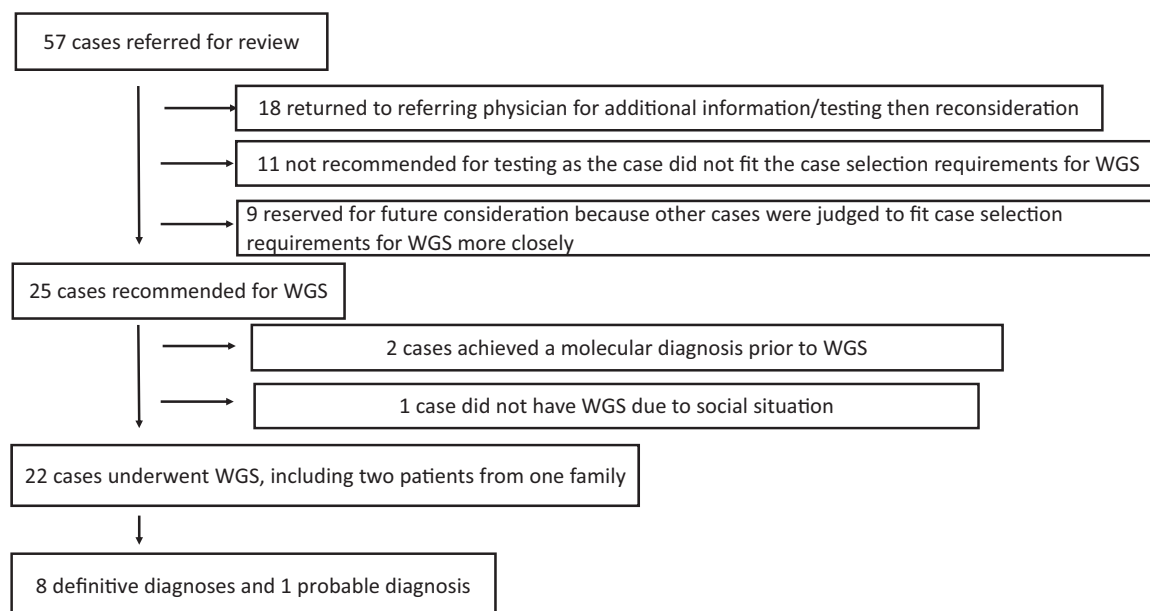 57 cases referred for review
18 returned to referring physician for additional information/testing then reconsideration
11 not recommended for testing as the case did not fit the case selection requirements for WGS
9 reserved for future consideration because other cases were judged to fit case selection
requirements for WGS more closely
25 cases recommended for WGS
2 cases achieved a molecular diagnosis prior to WGS
1 case did not have WGS due to social situation
22 cases underwent WGS, including two patients from one family
8 definitive diagnoses and 1 probable diagnosis